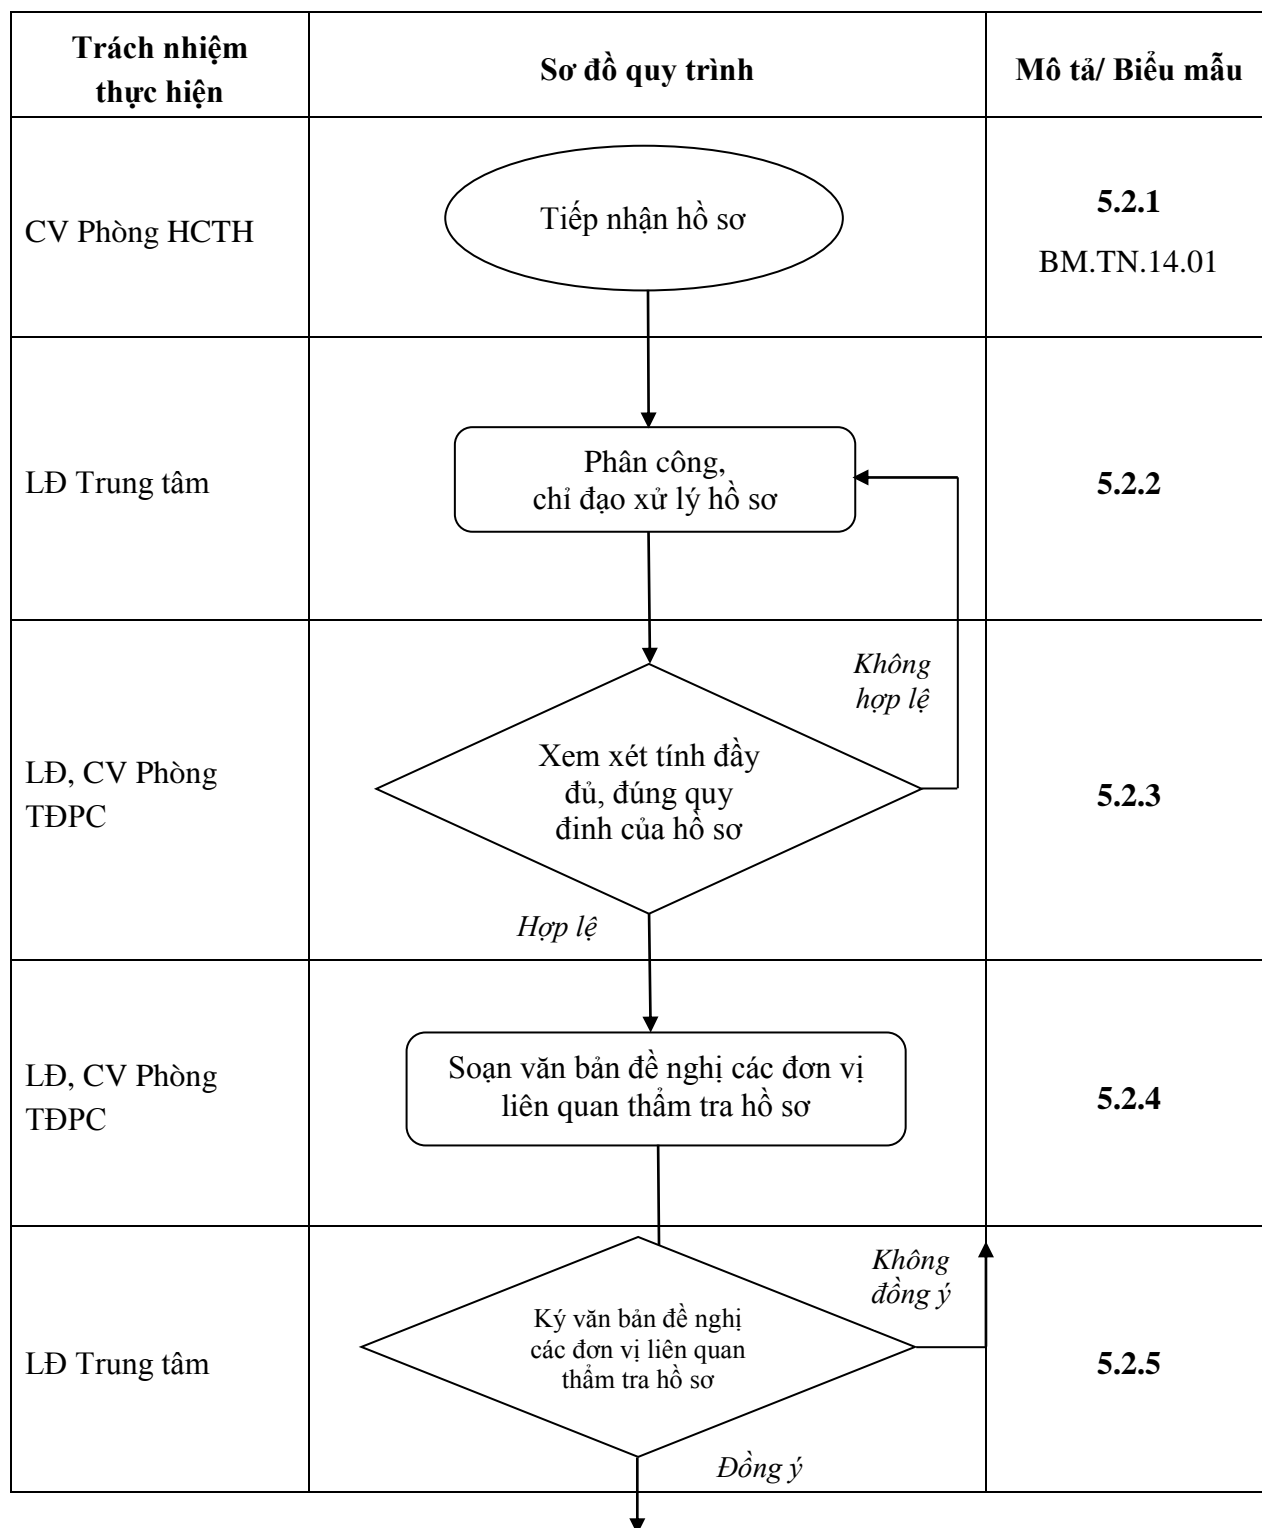 Trách nhiệm
thực hiện
Sơ đồ quy trình
Mô tả/ Biểu mẫu
CV Phòng HCTH
Tiếp nhận hồ sơ
5.2.1
BM.TN.14.01
LĐ Trung tâm
Phân công,
chỉ đạo xử lý hồ sơ
5.2.2
Không
hợp lệ
LĐ, CV Phòng
TĐPC
Xem xét tính đầy
đủ, đúng quy
đinh của hồ sơ
5.2.3
Hợp lệ
LĐ, CV Phòng
TĐPC
Soạn văn bản đề nghị các đơn vị
liên quan thẩm tra hồ sơ
5.2.4
Không
đồng ý
LĐ Trung tâm
Ký văn bản đề nghị
các đơn vị liên quan
thẩm tra hồ sơ
5.2.5
Đồng ý